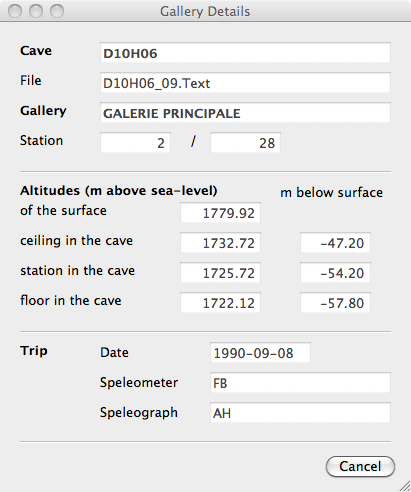 Gallery Details
Cave D10H06
File D10H06_09.Text
Gallery GALERIE PRINCIPALE
Station 2 / 28
Altitudes (m above sea-level) m below surface
of the surface 1779.92
ceiling in the cave 1732.72 -47.20
station in the cave 1725.72 -54.20
floor in the cave 1722.12 -57.80
Trip Date 1990-09-08
Speleometer FB
Speleograph AH
Cancel